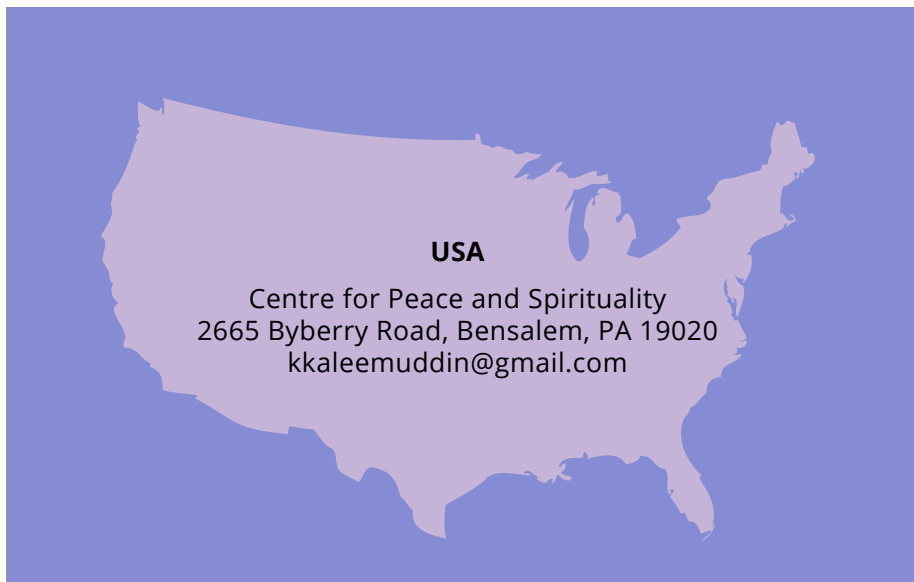 USA
Centre for Peace and Spirituality
2665 Byberry Road, Bensalem, PA 19020
kkaleemuddin@gmail.com